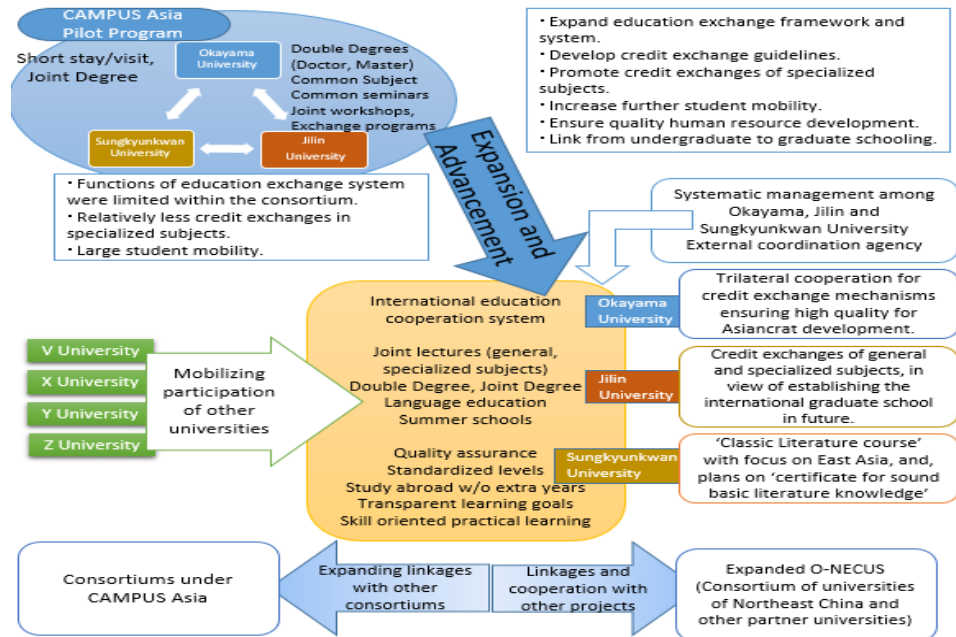 CAMPUS Asia
Pilot Program
Short stay/visit,
Joint Degree
Okayama
University
Double Degrees
(Doctor, Master)
Common Subject
Common seminars
Joint workshops,
Exchange programs
Sungkyunkwan
University
Jilin
University
・Functions of education exchange system
were limited within the consortium.
・Relatively less credit exchanges in
specialized subjects.
・Large student mobility.
・Expand education exchange framework and
system.
・Develop credit exchange guidelines.
・Promote credit exchanges of specialized
subjects.
・Increase further student mobility.
・Ensure quality human resource development.
・Link from undergraduate to graduate schooling.
Expansion and
Advancement
Systematic management among
Okayama, Jilin and
Sungkyunkwan University
External coordination agency
V University
X University
Y University
Z University
Mobilizing
participation
of other
universities
International education
cooperation system
Joint lectures (general,
specialized subjects)
Double Degree, Joint Degree
Language education
Summer schools
Quality assurance
Standardized levels
Study abroad w/o extra years
Transparent learning goals
Skill oriented practical learning
Okayama
University
Trilateral cooperation for
credit exchange mechanisms
ensuring high quality for
Asiancrat development.
Jilin
University
Credit exchanges of general
and specialized subjects, in
view of establishing the
international graduate school
in future.
Sungkyunkwan
University
‘Classic Literature course’
with focus on East Asia, and,
plans on ‘certificate for sound
basic literature knowledge’
Consortiums under
CAMPUS Asia
Expanding linkages
with other
consortiums
Linkages and
cooperation with
other projects
Expanded O-NECUS
(Consortium of universities
of Northeast China and
other partner universities)